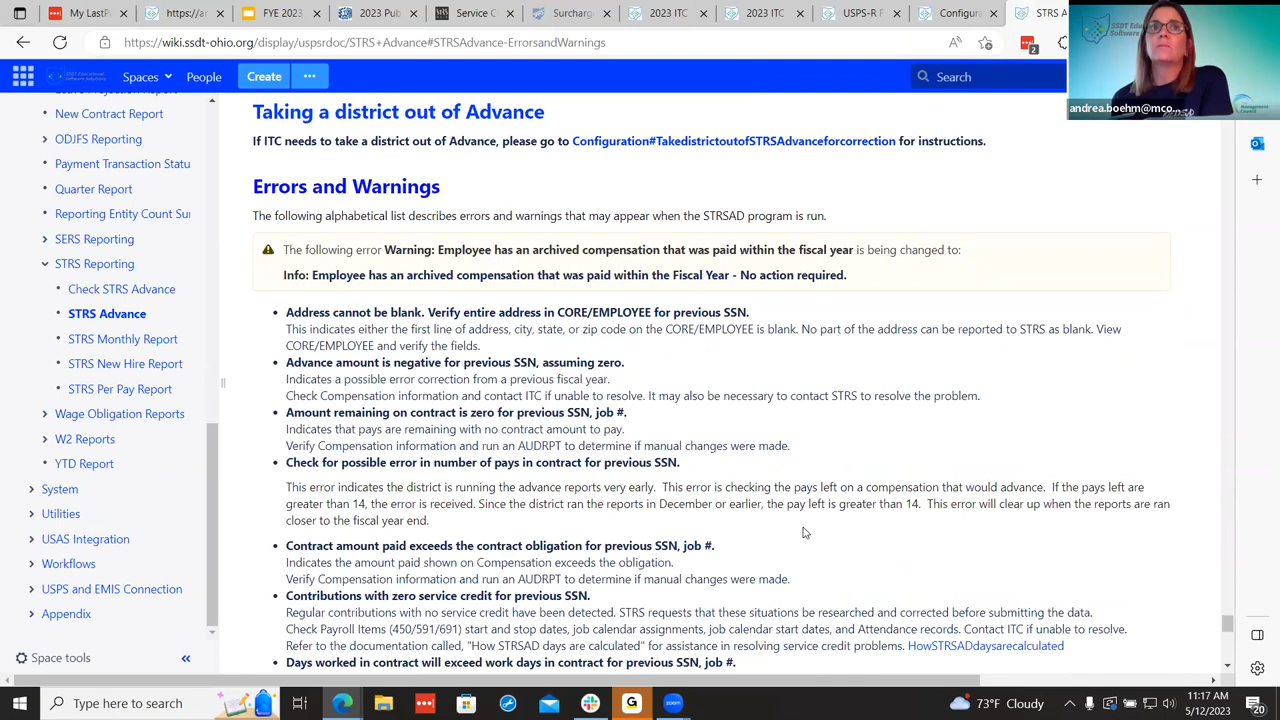 My LastPa
https://ar
FYE 2023
2023 Pub
Service C
Surcharg
2023 ITC
2023 ITC
USPS-R F
Configura
STRS A
https://wiki.ssdt-ohio.org/display/uspsrdoc/STRS+Advance#STRSAdvance-ErrorsandWarnings
2
Spaces
People
Create
Search
andrea.boehm@mco...
Leave Projection Report
New Contract Report
ODJFS Reporting
Payment Transaction Statu
Quarter Report
Reporting Entity Count Sur
SERS Reporting
STRS Reporting
Check STRS Advance
STRS Advance
STRS Monthly Report
STRS New Hire Report
STRS Per Pay Report
Wage Obligation Reports
W2 Reports
YTD Report
System
Utilities
USAS Integration
Workflows
USPS and EMIS Connection
Appendix
Space tools
Taking a district out of Advance
If ITC needs to take a district out of Advance, please go to Configuration#TakedistrictoutofSTRSAdvanceforcorrection for instructions.
Errors and Warnings
The following alphabetical list describes errors and warnings that may appear when the STRSAD program is run.
The following error Warning: Employee has an archived compensation that was paid within the fiscal year is being changed to:
Info: Employee has an archived compensation that was paid within the Fiscal Year - No action required.
Address cannot be blank. Verify entire address in CORE/EMPLOYEE for previous SSN.
This indicates either the first line of address, city, state, or zip code on the CORE/EMPLOYEE is blank. No part of the address can be reported to STRS as blank. View
CORE/EMPLOYEE and verify the fields.
Advance amount is negative for previous SSN, assuming zero.
Indicates a possible error correction from a previous fiscal year.
Check Compensation information and contact ITC if unable to resolve. It may also be necessary to contact STRS to resolve the problem.
Amount remaining on contract is zero for previous SSN, job #.
Indicates that pays are remaining with no contract amount to pay.
Verify Compensation information and run an AUDRPT to determine if manual changes were made.
Check for possible error in number of pays in contract for previous SSN.
This error indicates the district is running the advance reports very early. This error is checking the pays left on a compensation that would advance. If the pays left are
greater than 14, the error is received. Since the district ran the reports in December or earlier, the pay left is greater than 14. This error will clear up when the reports are ran
closer to the fiscal year end.
Contract amount paid exceeds the contract obligation for previous SSN, job #.
Indicates the amount paid shown on Compensation exceeds the obligation.
Verify Compensation information and run an AUDRPT to determine if manual changes were made.
Contributions with zero service credit for previous SSN.
Regular contributions with no service credit have been detected. STRS requests that these situations be researched and corrected before submitting the data.
Check Payroll Items (450/591/691) start and stop dates, job calendar assignments, job calendar start dates, and Attendance records. Contact ITC if unable to resolve.
Refer to the documentation called, "How STRSAD days are calculated" for assistance in resolving service credit problems. HowSTRSADdaysarecalculated
Days worked in contract will exceed work days in contract for previous SSN, job #.
Type here to search
73°F Cloudy
11:17 AM
5/12/2023
20